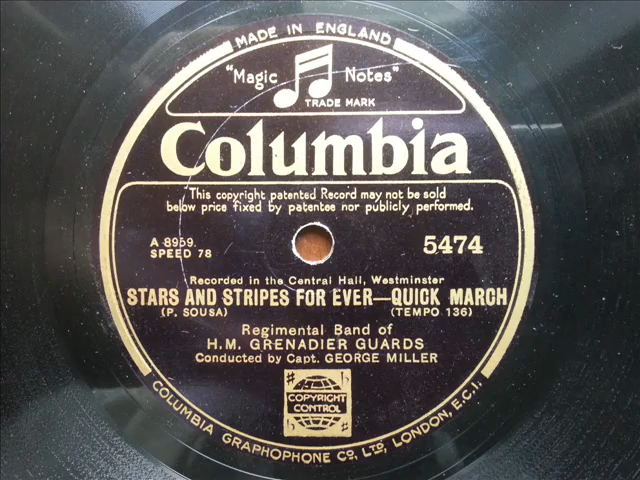 MADE IN ENGLAND
"Magic Notes"
TRADE MARK
Columbia
This copyright patented Record may not be sold
below price fixed by patentee nor publicly performed.
A 8959.
SPEED 78
5474
Recorded in the Central Hall, Westminster
STARS AND STRIPES FOR EVER—QUICK MARCH
(P. SOUSA) (TEMPO 136)
Regimental Band of
H.M. GRENADIER GUARDS
Conducted by Capt. GEORGE MILLER
COPYRIGHT
CONTROL
COLUMBIA GRAPHOPHONE CO. LTD, LONDON, E.C.1.